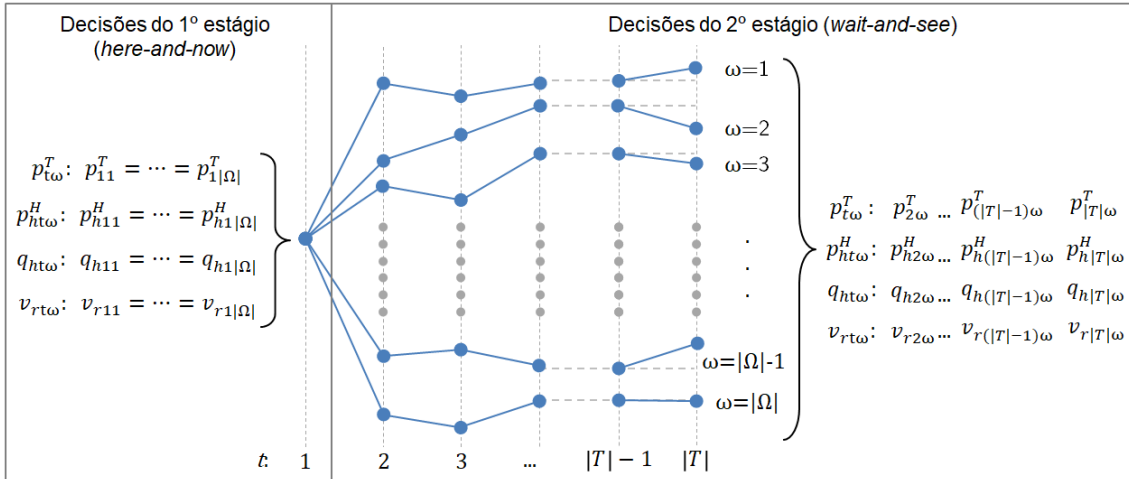 Decisões do 1º estágio
(here-and-now)
Decisões do 2º estágio (wait-and-see)
p^T_{tω}: p^T_{11} = ⋯ = p^T_{1|Ω|}
p^H_{htω}: p^H_{h11} = ⋯ = p^H_{h1|Ω|}
q_{htω}: q_{h11} = ⋯ = q_{h1|Ω|}
v_{rtω}: v_{r11} = ⋯ = v_{r1|Ω|}
ω=1
ω=2
ω=3
.
.
.
ω=|Ω|-1
ω=|Ω|
p^T_{tω}: p^T_{2ω} … p^T_{(|T|−1)ω} p^T_{|T|ω}
p^H_{htω}: p^H_{h2ω} … p^H_{h(|T|−1)ω} p^H_{h|T|ω}
q_{htω}: q_{h2ω} … q_{h(|T|−1)ω} q_{h|T|ω}
v_{rtω}: v_{r2ω} … v_{r(|T|−1)ω} v_{r|T|ω}
t: 1 2 3 ... |T| − 1 |T|